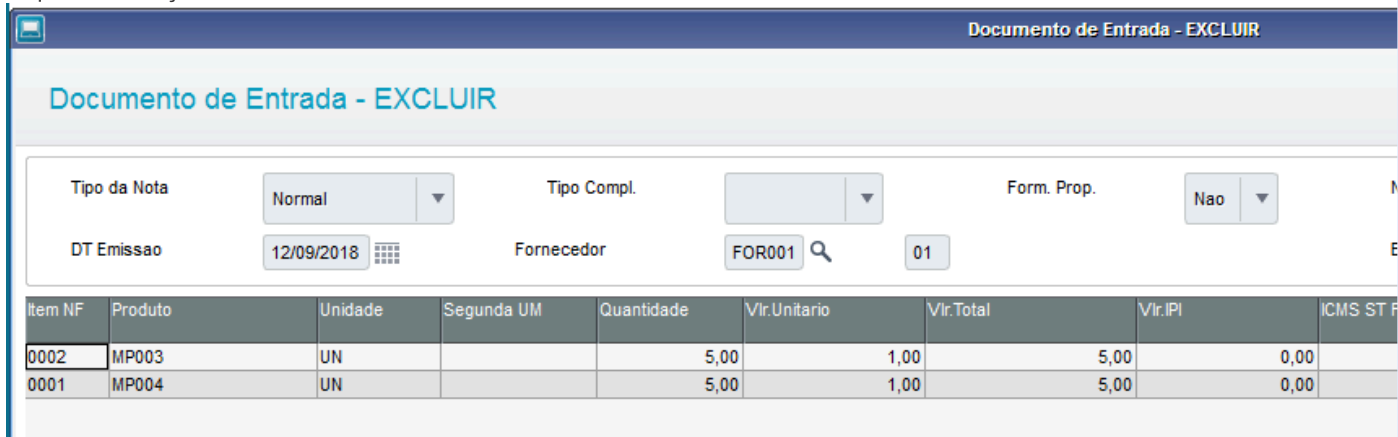 Documento de Entrada - EXCLUIR
Documento de Entrada - EXCLUIR
Tipo da Nota Normal Tipo Compl. Form. Prop. Nao
DT Emissao 12/09/2018 Fornecedor FOR001 01
Item NF Produto Unidade Segunda UM Quantidade Vlr.Unitario Vlr.Total Vlr.IPI ICMS ST
0002 MP003 UN 5,00 1,00 5,00 0,00
0001 MP004 UN 5,00 1,00 5,00 0,00